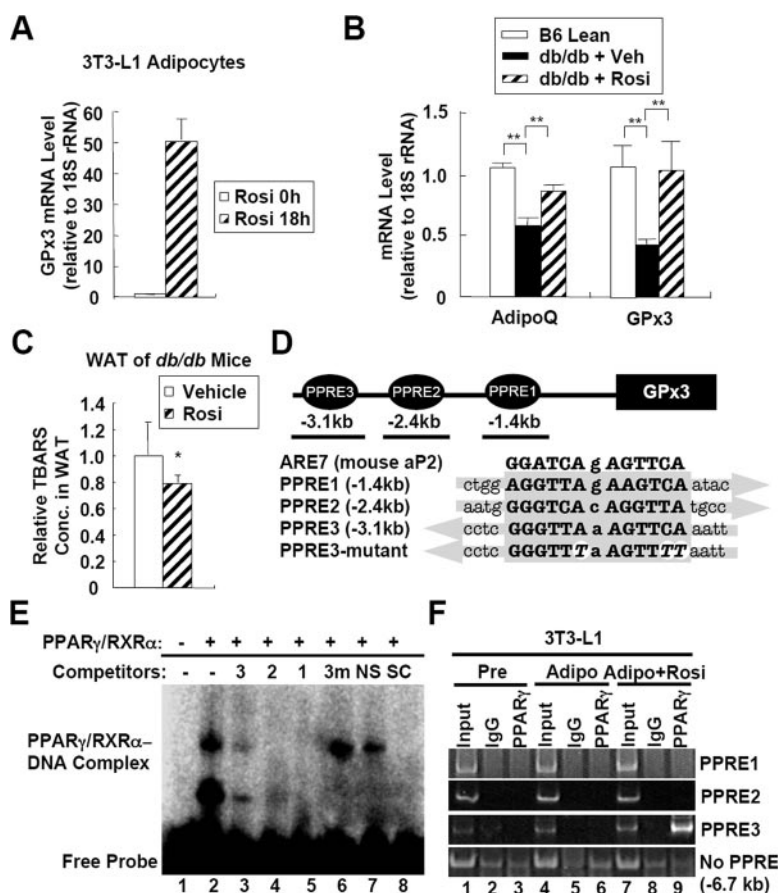 A
3T3-L1 Adipocytes
GPx3 mRNA Level
(relative to 18S rRNA)
60
50
40
30
20
10
0
Rosi 0h
Rosi 18h
B
B6 Lean
db/db + Veh
db/db + Rosi
mRNA Level
(relative to 18S rRNA)
1.5
1.0
0.5
0
**
**
**
**
AdipoQ
GPx3
C
WAT of db/db Mice
Vehicle
Rosi
Relative TBARS
Conc. in WAT
1.4
1.2
1.0
0.8
0.6
0.4
0.2
0
*
D
PPRE3 PPRE2 PPRE1 GPx3
-3.1kb -2.4kb -1.4kb
ARE7 (mouse aP2) GGATCA g AGTTCA
PPRE1 (-1.4kb) ctgg AGGTTA g AAGTCA atac
PPRE2 (-2.4kb) aatg GGGTCA c AGGTTA tgcc
PPRE3 (-3.1kb) cctc GGGTTA a AGTTCA aatt
PPRE3-mutant cctc GGGTTT a AGTTTT aatt
E
PPARγ/RXRα: - + + + + + + +
Competitors: - - 3 2 1 3m NS SC
PPARγ/RXRα–
DNA Complex
Free Probe
1 2 3 4 5 6 7 8
F
3T3-L1
Pre Adipo Adipo+Rosi
Input IgG PPARγ Input IgG PPARγ Input IgG PPARγ
PPRE1
PPRE2
PPRE3
No PPRE
(-6.7 kb)
1 2 3 4 5 6 7 8 9